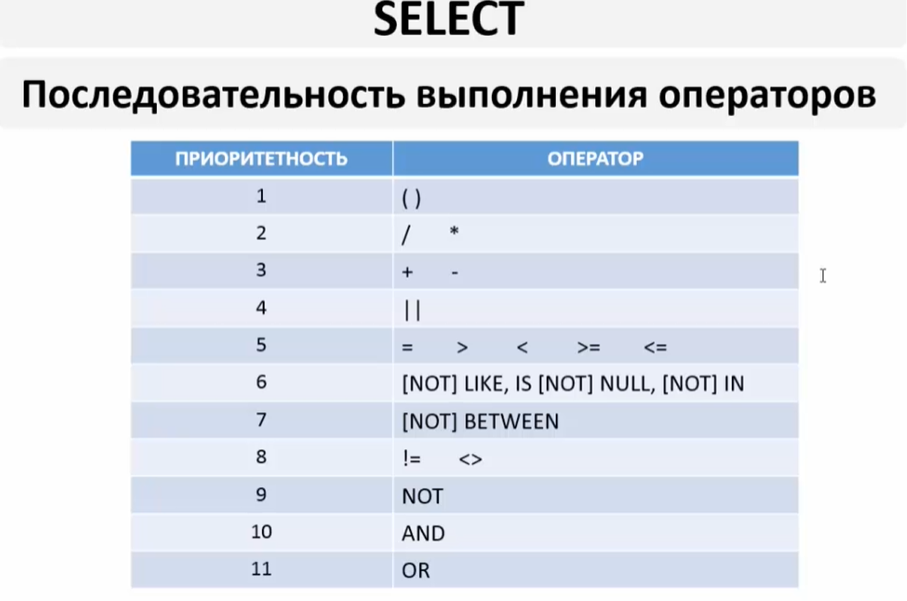 SELECT
Последовательность выполнения операторов
ПРИОРИТЕТНОСТЬ ОПЕРАТОР
1 ( )
2 / *
3 + -
4 ||
5 = > < >= <=
6 [NOT] LIKE, IS [NOT] NULL, [NOT] IN
7 [NOT] BETWEEN
8 != <>
9 NOT
10 AND
11 OR